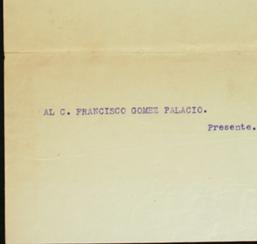 AL C. FRANCISCO GOMEZ PALACIO.
Presente.